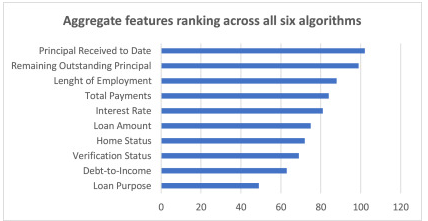 Aggregate features ranking across all six algorithms
Principal Received to Date
Remaining Outstanding Principal
Lenght of Employment
Total Payments
Interest Rate
Loan Amount
Home Status
Verification Status
Debt-to-Income
Loan Purpose
0 20 40 60 80 100 120